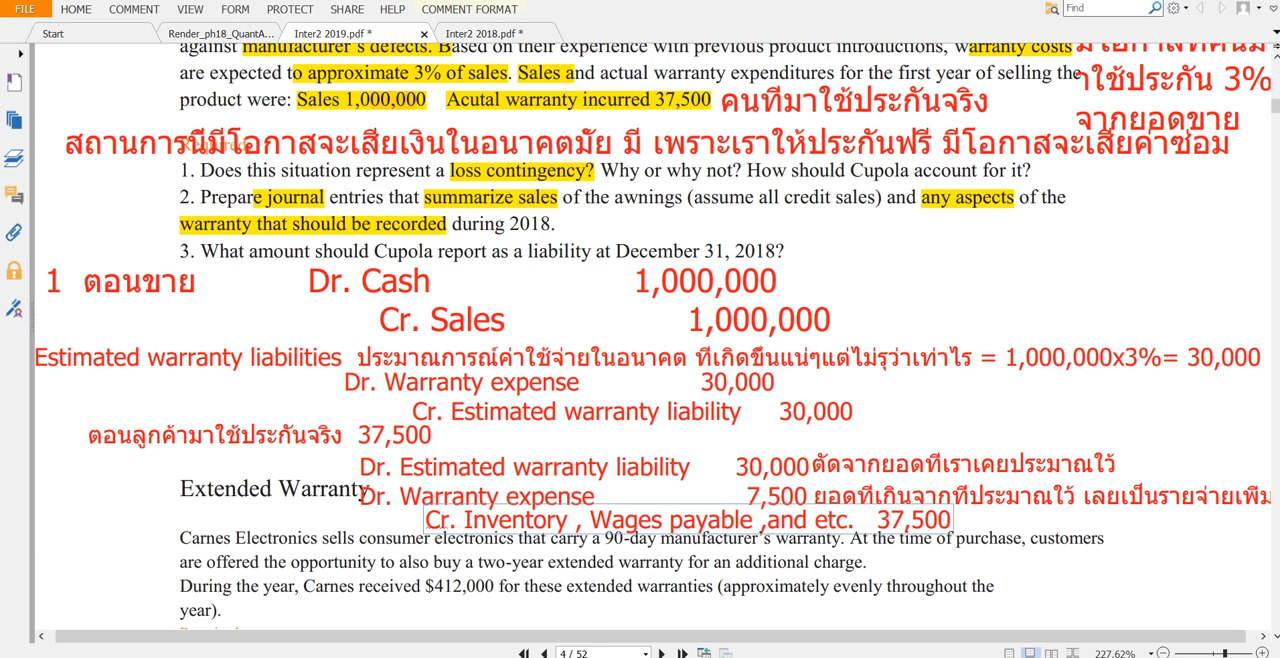 FILE HOME COMMENT VIEW FORM PROTECT SHARE HELP COMMENT FORMAT Find
Start Render_ph18_QuantA... Inter2 2019.pdf * Inter2 2018.pdf *
against manufacturer's defects. Based on their experience with previous product introductions, warranty costs
are expected to approximate 3% of sales. Sales and actual warranty expenditures for the first year of selling the
าใช้ประกัน 3%
product were: Sales 1,000,000 Acutal warranty incurred 37,500 คนที่มาใช้ประกันจริง
จากยอดขาย
สถานการณ์นี้มีโอกาสจะเสียเงินในอนาคตมั้ย มี เพราะเราให้ประกันฟรี มีโอกาสจะเสียค่าซ่อม
1. Does this situation represent a loss contingency? Why or why not? How should Cupola account for it?
2. Prepare journal entries that summarize sales of the awnings (assume all credit sales) and any aspects of the
warranty that should be recorded during 2018.
3. What amount should Cupola report as a liability at December 31, 2018?
1 ตอนขาย Dr. Cash 1,000,000
Cr. Sales 1,000,000
Estimated warranty liabilities ประมาณการณ์ค่าใช้จ่ายในอนาคต ที่เกิดขึ้นแน่ๆแต่ไม่รุว่าเท่าไร = 1,000,000x3%= 30,000
Dr. Warranty expense 30,000
Cr. Estimated warranty liability 30,000
ตอนลูกค้ามาใช้ประกันจริง 37,500
Dr. Estimated warranty liability 30,000 ตัดจากยอดที่เราเคยประมาณใว้
Extended Warranty
Dr. Warranty expense 7,500 ยอดที่เกินจากที่ประมาณใว้ เลยเป็นรายจ่ายเพิ่ม
Cr. Inventory , Wages payable ,and etc. 37,500
Carnes Electronics sells consumer electronics that carry a 90-day manufacturer's warranty. At the time of purchase, customers
are offered the opportunity to also buy a two-year extended warranty for an additional charge.
During the year, Carnes received $412,000 for these extended warranties (approximately evenly throughout the
year).
4 / 52 227.62%